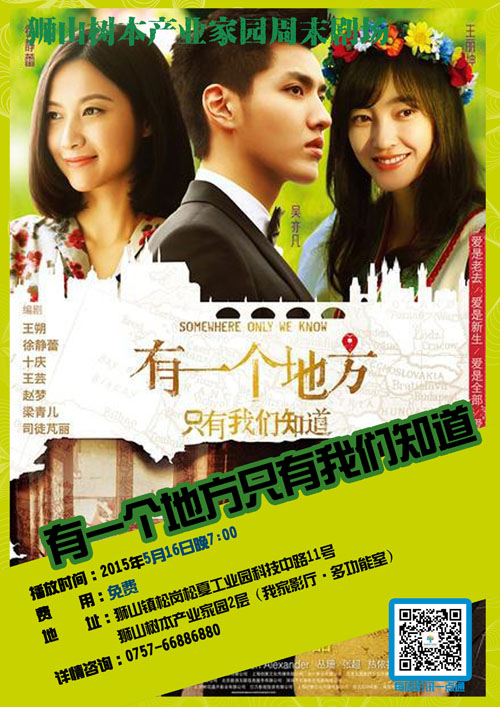 狮山树本产业家园周末剧场
徐静蕾
王丽坤
吴亦凡
爱是老去/爱是新生/爱是全部/爱
编剧
王朔
徐静蕾
十庆
王芸
赵梦
梁青儿
司徒芃丽
SOMEWHERE ONLY WE KNOW
有一个地方
只有我们知道
SLOVAKIA
Bratislava
HUNGARY
有一个地方只有我们知道
播放时间：2015年5月16日晚7:00
费 用：免费
地 址：狮山镇松岗松夏工业园科技中路11号
狮山树本产业家园2层（我家影厅·多功能室）
详情咨询：0757-66886880
Alexander